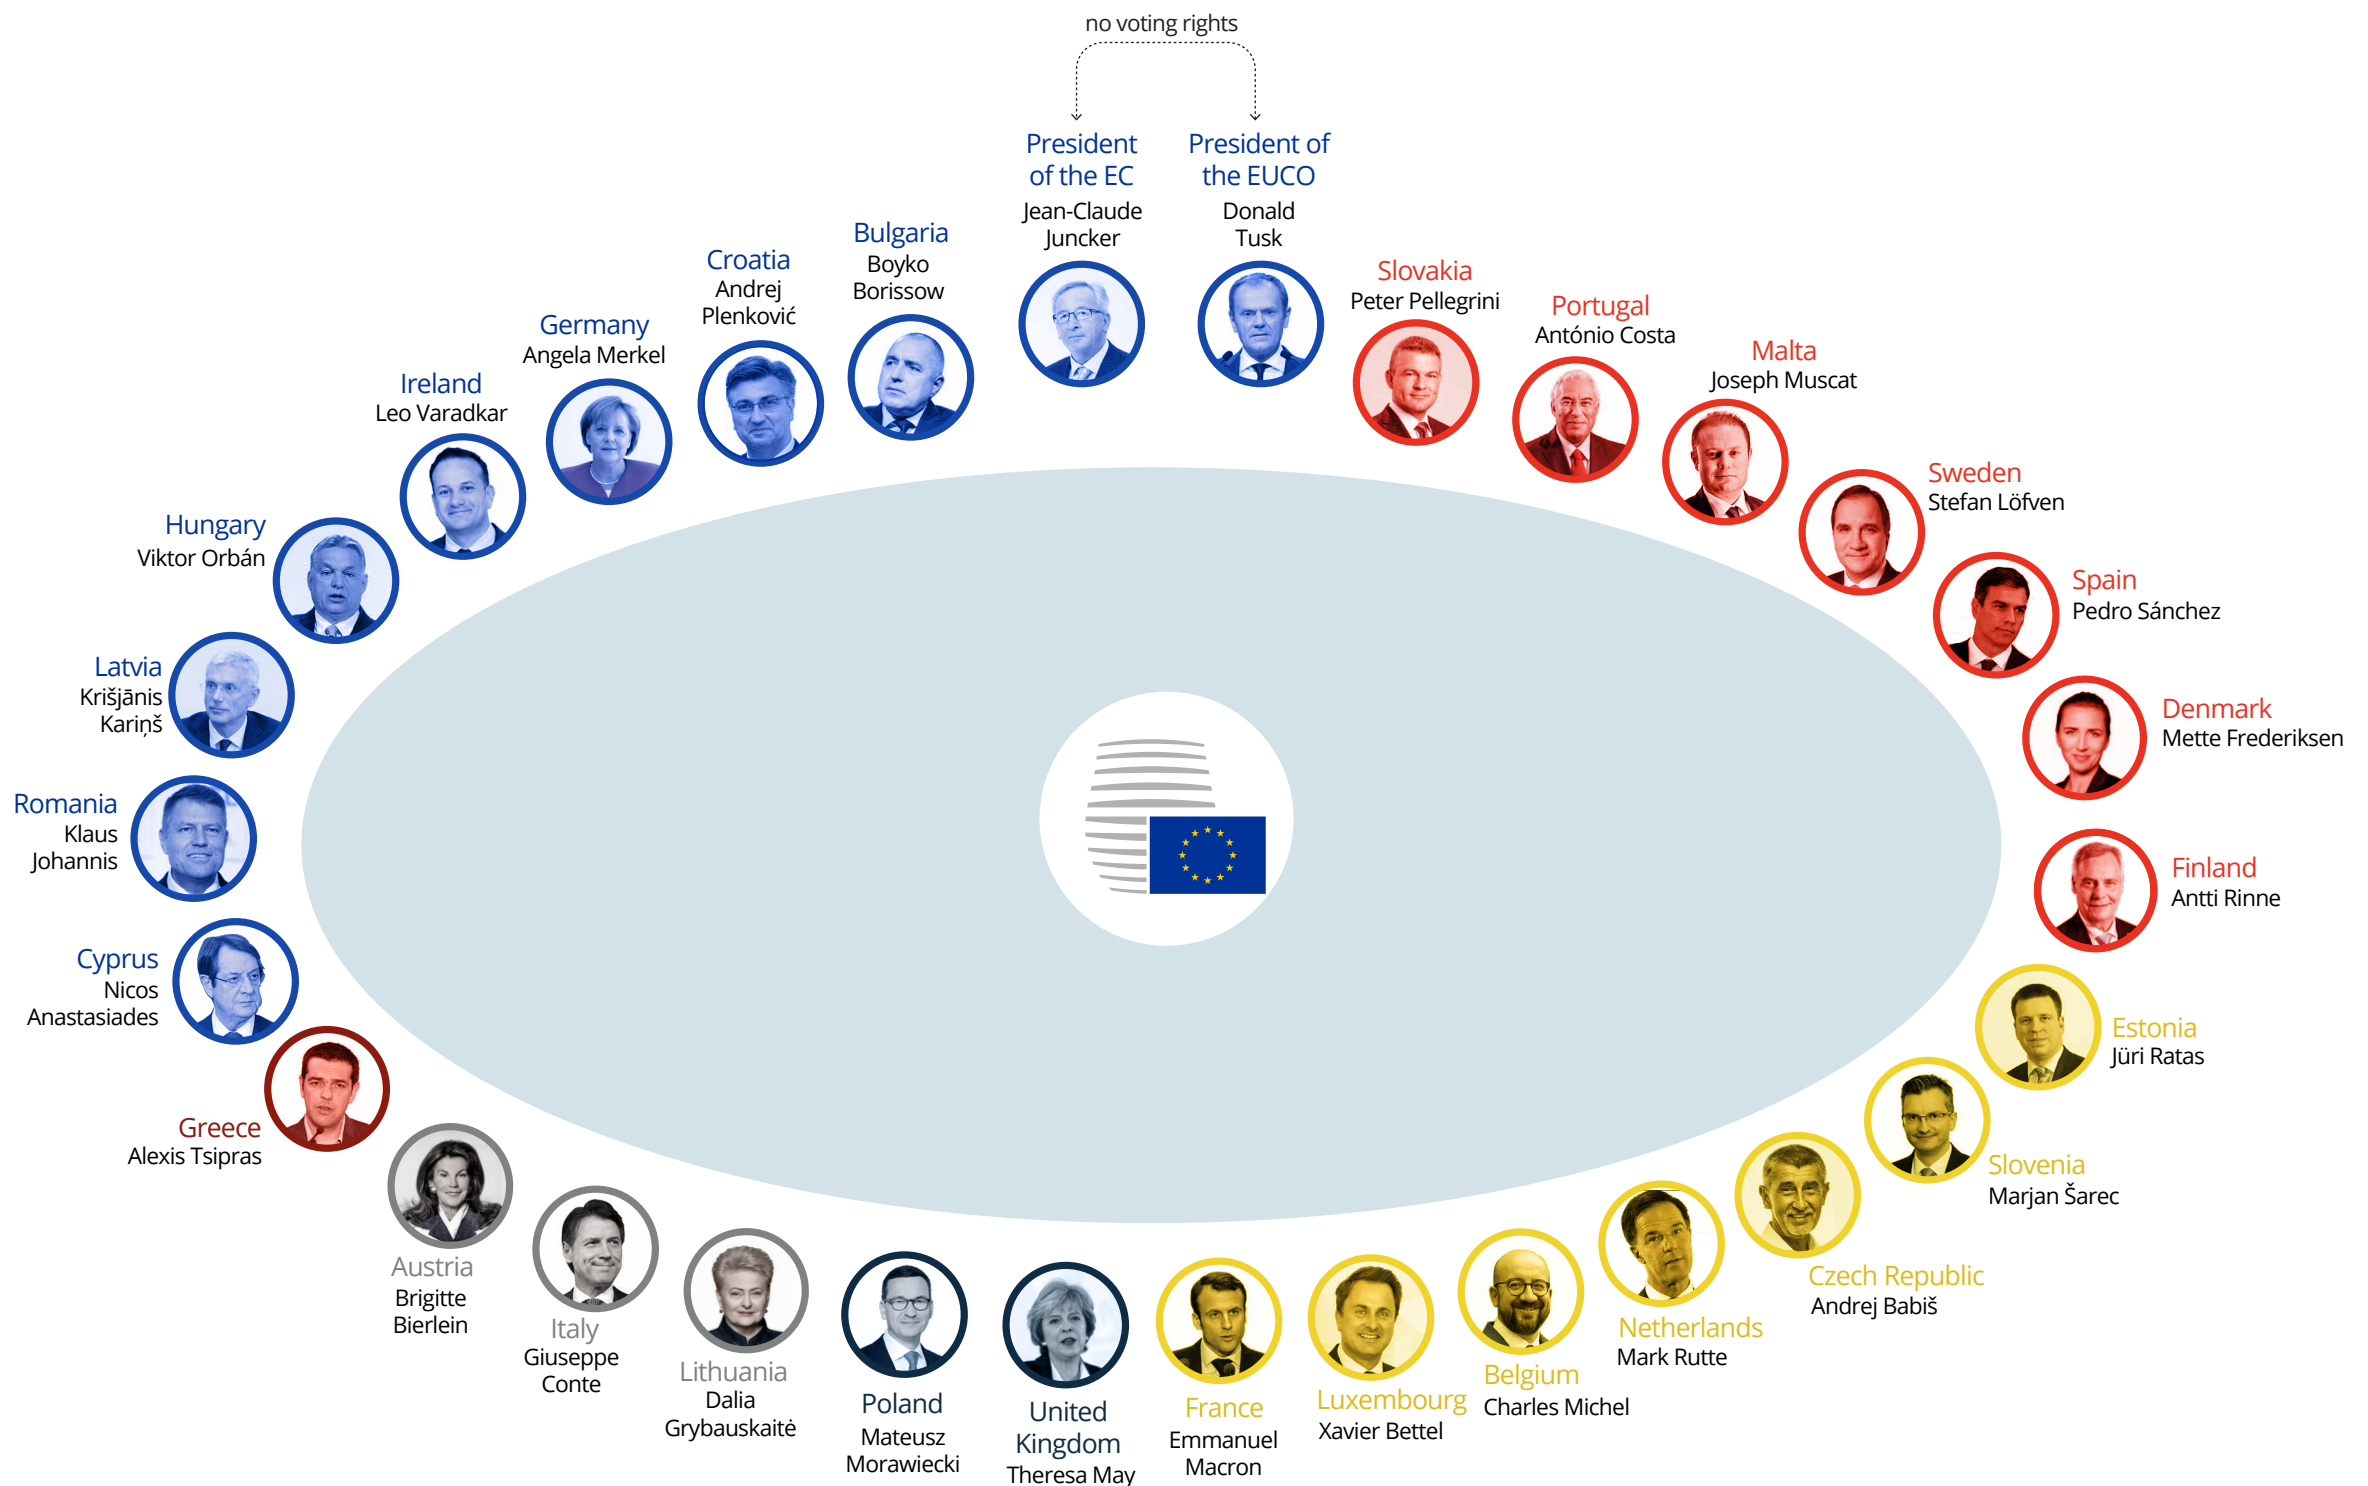 no voting rights
President
of the EC
Jean-Claude
Juncker
President of
the EUCO
Donald
Tusk
Slovakia
Peter Pellegrini
Portugal
António Costa
Malta
Joseph Muscat
Sweden
Stefan Löfven
Spain
Pedro Sánchez
Denmark
Mette Frederiksen
Finland
Antti Rinne
Estonia
Jüri Ratas
Slovenia
Marjan Šarec
Czech Republic
Andrej Babiš
Netherlands
Mark Rutte
Belgium
Charles Michel
Luxembourg
Xavier Bettel
France
Emmanuel
Macron
United
Kingdom
Theresa May
Poland
Mateusz
Morawiecki
Lithuania
Dalia
Grybauskaitė
Italy
Giuseppe
Conte
Austria
Brigitte
Bierlein
Greece
Alexis Tsipras
Cyprus
Nicos
Anastasiades
Romania
Klaus
Johannis
Latvia
Krišjānis
Kariņš
Hungary
Viktor Orbán
Ireland
Leo Varadkar
Germany
Angela Merkel
Croatia
Andrej
Plenković
Bulgaria
Boyko
Borissow